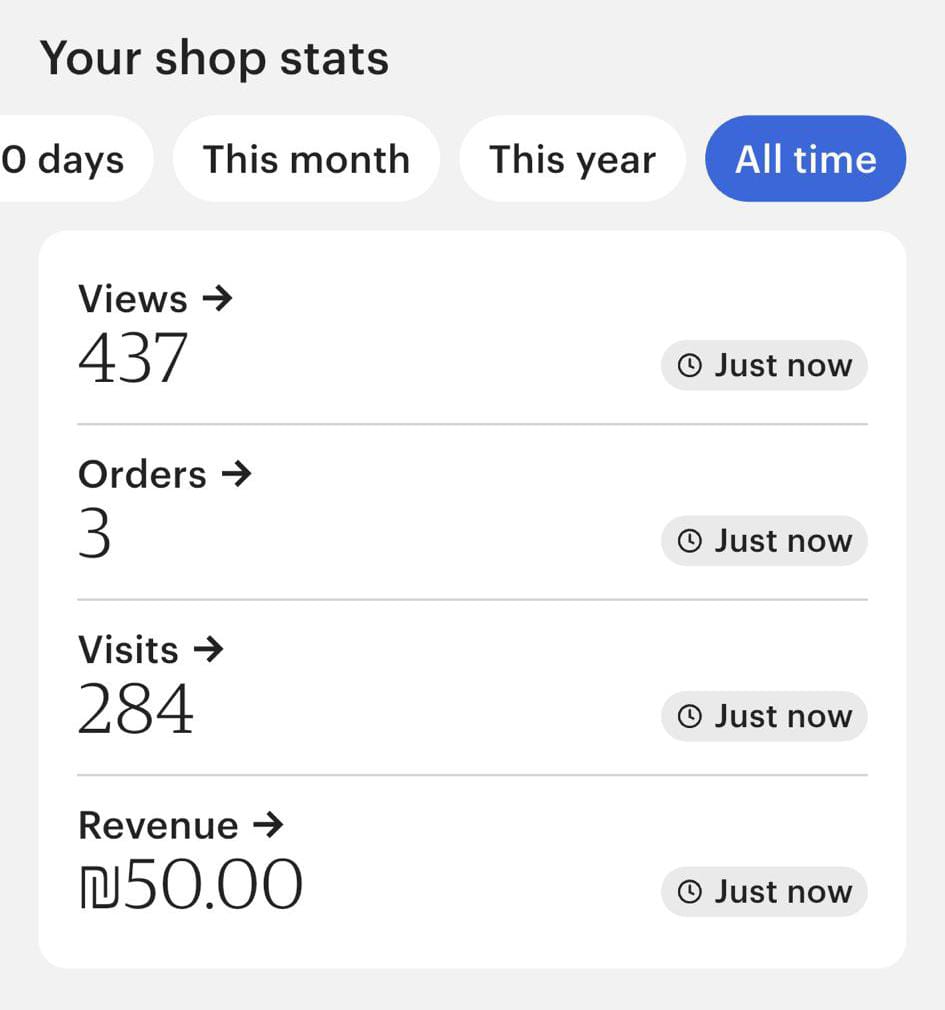 Your shop stats
0 days
This month
This year
All time
Views →
437
Just now
Orders →
3
Just now
Visits →
284
Just now
Revenue →
₪50.00
Just now